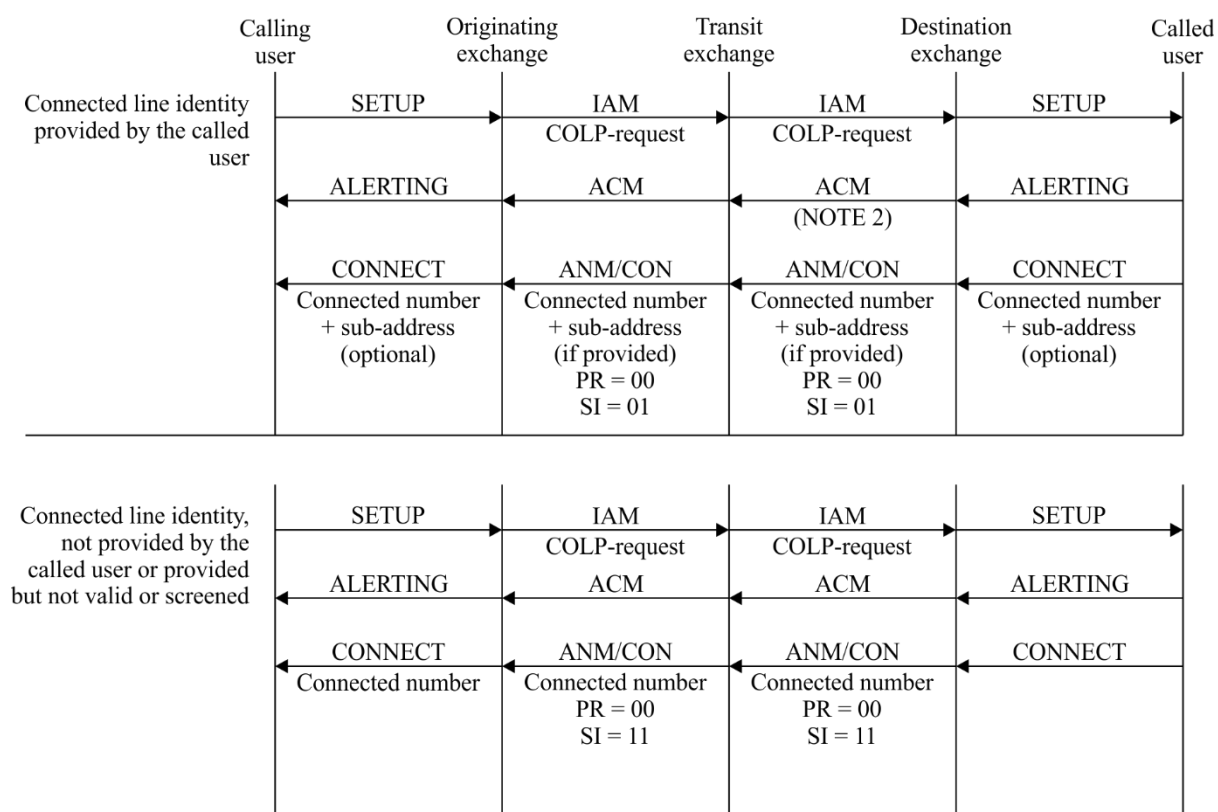 Calling user
Originating exchange
Transit exchange
Destination exchange
Called user
Connected line identity
provided by the called
user
SETUP
IAM
IAM
SETUP
COLP-request
COLP-request
ALERTING
ACM
ACM
ALERTING
(NOTE 2)
CONNECT
ANM/CON
ANM/CON
CONNECT
Connected number
+ sub-address
(optional)
Connected number
+ sub-address
(if provided)
PR = 00
SI = 01
Connected number
+ sub-address
(if provided)
PR = 00
SI = 01
Connected number
+ sub-address
(optional)
Connected line identity,
not provided by the
called user or provided
but not valid or screened
SETUP
IAM
IAM
SETUP
COLP-request
COLP-request
ALERTING
ACM
ACM
ALERTING
CONNECT
ANM/CON
ANM/CON
CONNECT
Connected number
Connected number
PR = 00
SI = 11
Connected number
PR = 00
SI = 11